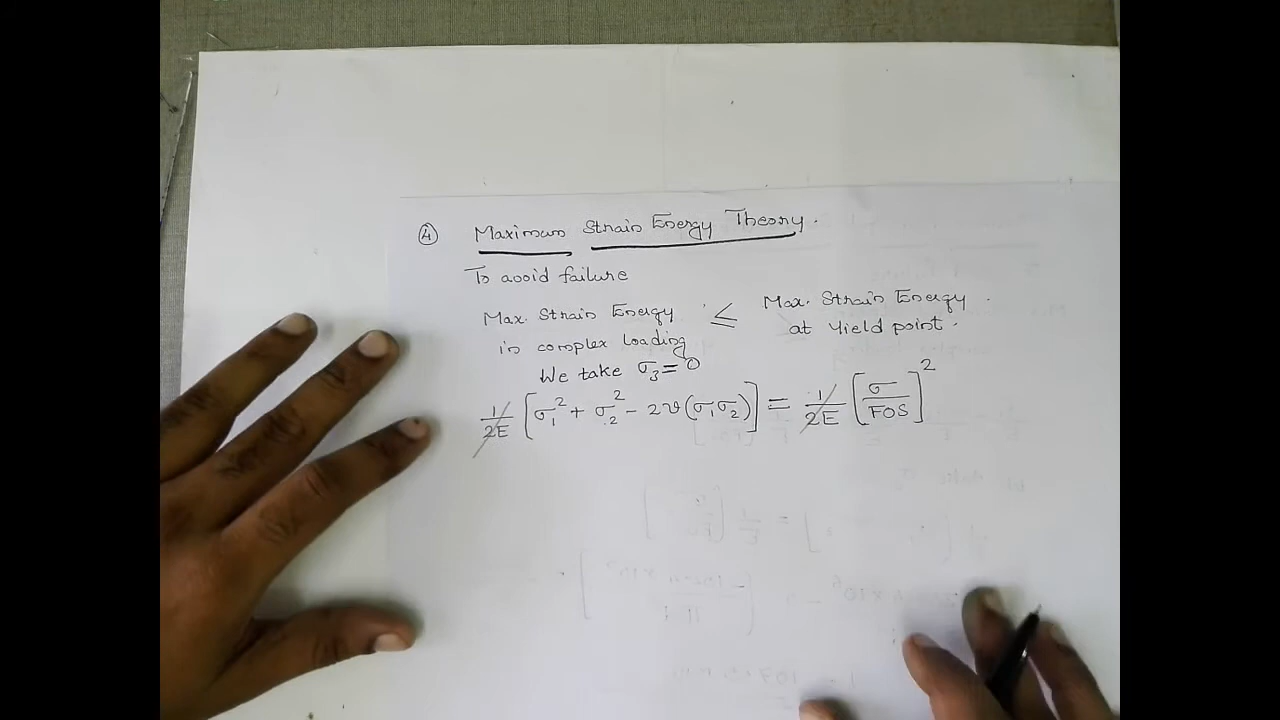 ④ Maximum Strain Energy Theory.
To avoid failure
Max. Strain Energy in complex loading ≤ Max. Strain Energy at Yield point.
We take σ₃ = 0
1/2E [σ₁² + σ₂² - 2ν(σ₁σ₂)] = 1/2E [σ/FOS]²